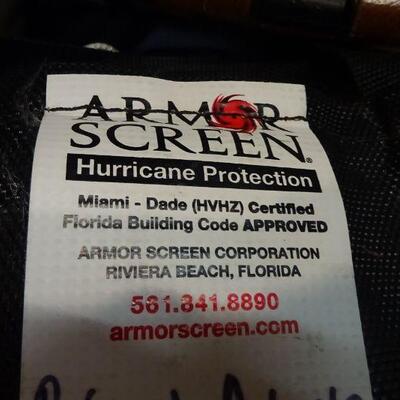 ARMOR
SCREEN®
Hurricane Protection
Miami - Dade (HVHZ) Certified
Florida Building Code APPROVED
ARMOR SCREEN CORPORATION
RIVIERA BEACH, FLORIDA
561.841.8890
armorscreen.com